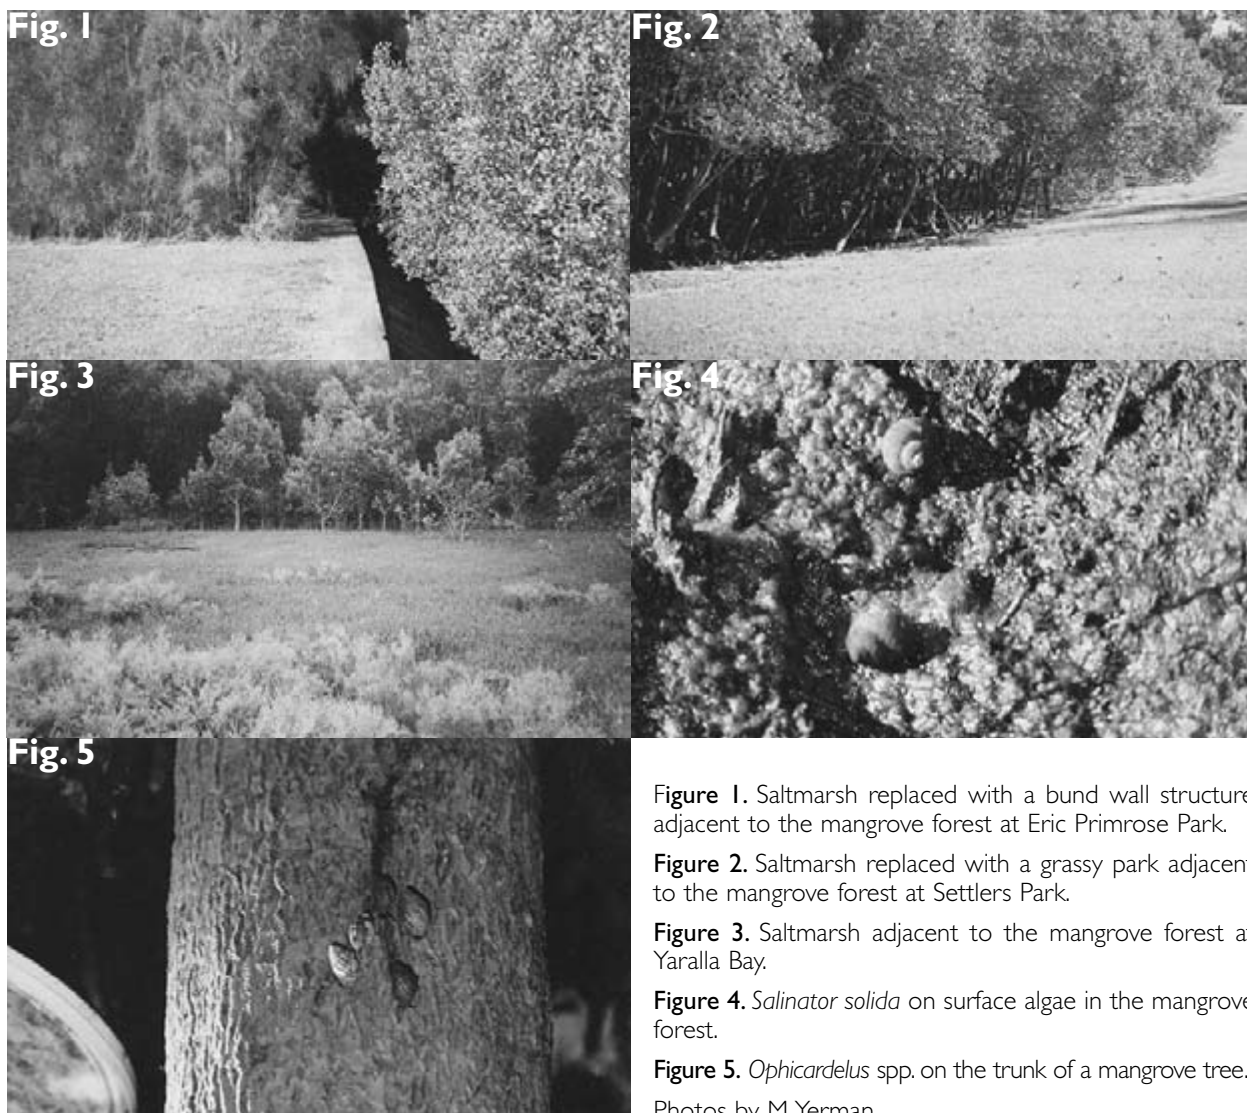 Fig. 1
Fig. 2
Fig. 3
Fig. 4
Fig. 5
Figure 1. Saltmarsh replaced with a bund wall structure
adjacent to the mangrove forest at Eric Primrose Park.
Figure 2. Saltmarsh replaced with a grassy park adjacent
to the mangrove forest at Settlers Park.
Figure 3. Saltmarsh adjacent to the mangrove forest at
Yaralla Bay.
Figure 4. Salinator solida on surface algae in the mangrove
forest.
Figure 5. Ophicardelus spp. on the trunk of a mangrove tree.
Photos by M Yerman